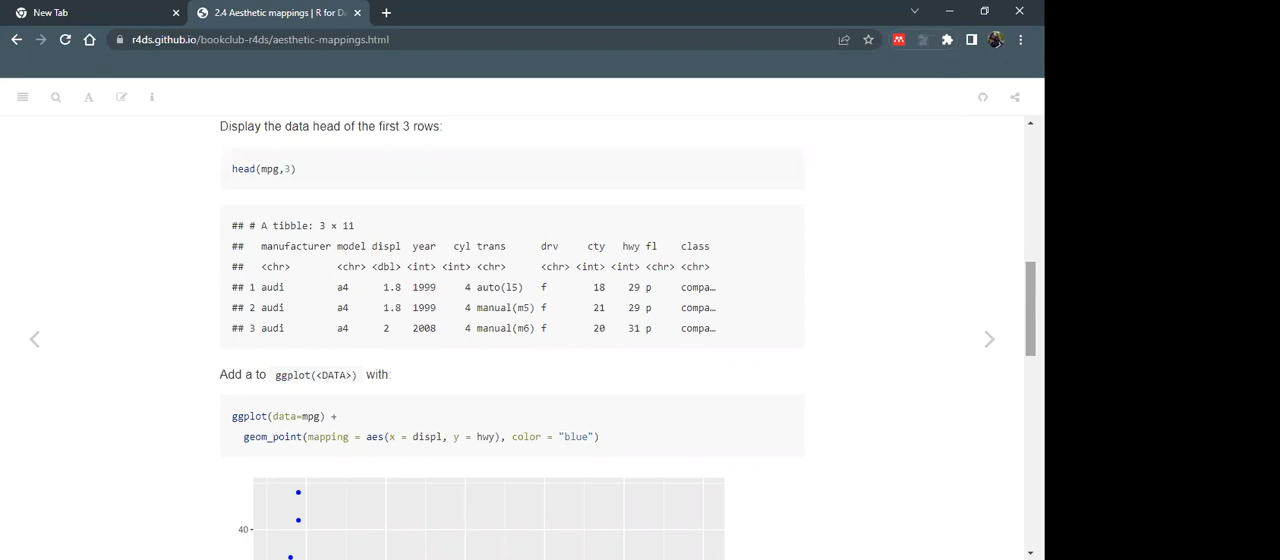 New Tab
2.4 Aesthetic mappings | R for Da
r4ds.github.io/bookclub-r4ds/aesthetic-mappings.html
Display the data head of the first 3 rows:
head(mpg,3)
## # A tibble: 3 × 11
##   manufacturer model displ  year   cyl trans      drv     cty   hwy fl    class
##   <chr>        <chr> <dbl> <int> <int> <chr>      <chr> <int> <int> <chr> <chr>
## 1 audi         a4      1.8  1999     4 auto(l5)   f        18    29 p     compa…
## 2 audi         a4      1.8  1999     4 manual(m5) f        21    29 p     compa…
## 3 audi         a4      2    2008     4 manual(m6) f        20    31 p     compa…
Add a to ggplot(<DATA>) with:
ggplot(data=mpg) +
geom_point(mapping = aes(x = displ, y = hwy), color = "blue")
40